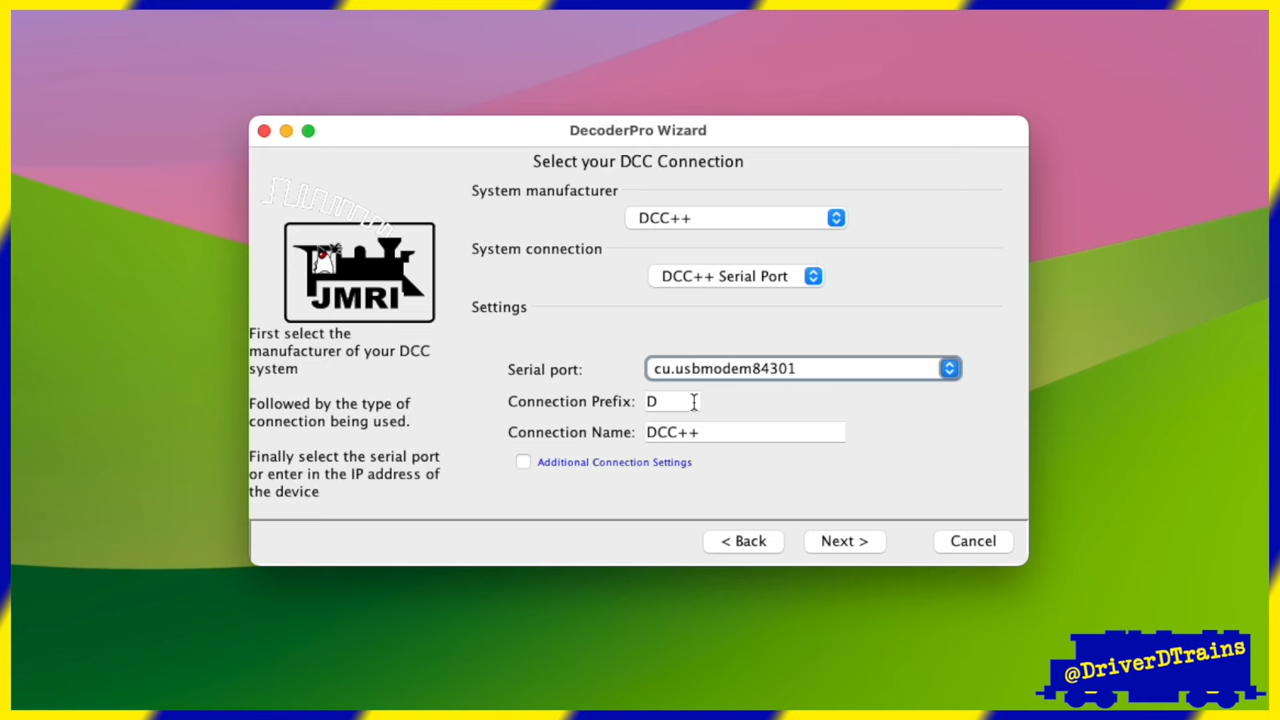 DecoderPro Wizard
Select your DCC Connection
System manufacturer
DCC++
System connection
DCC++ Serial Port
Settings
JMRI
First select the
manufacturer of your DCC
system
Followed by the type of
connection being used.
Finally select the serial port
or enter in the IP address of
the device
Serial port:
cu.usbmodem84301
Connection Prefix:
D
Connection Name:
DCC++
Additional Connection Settings
< Back
Next >
Cancel
@DriverDTrains